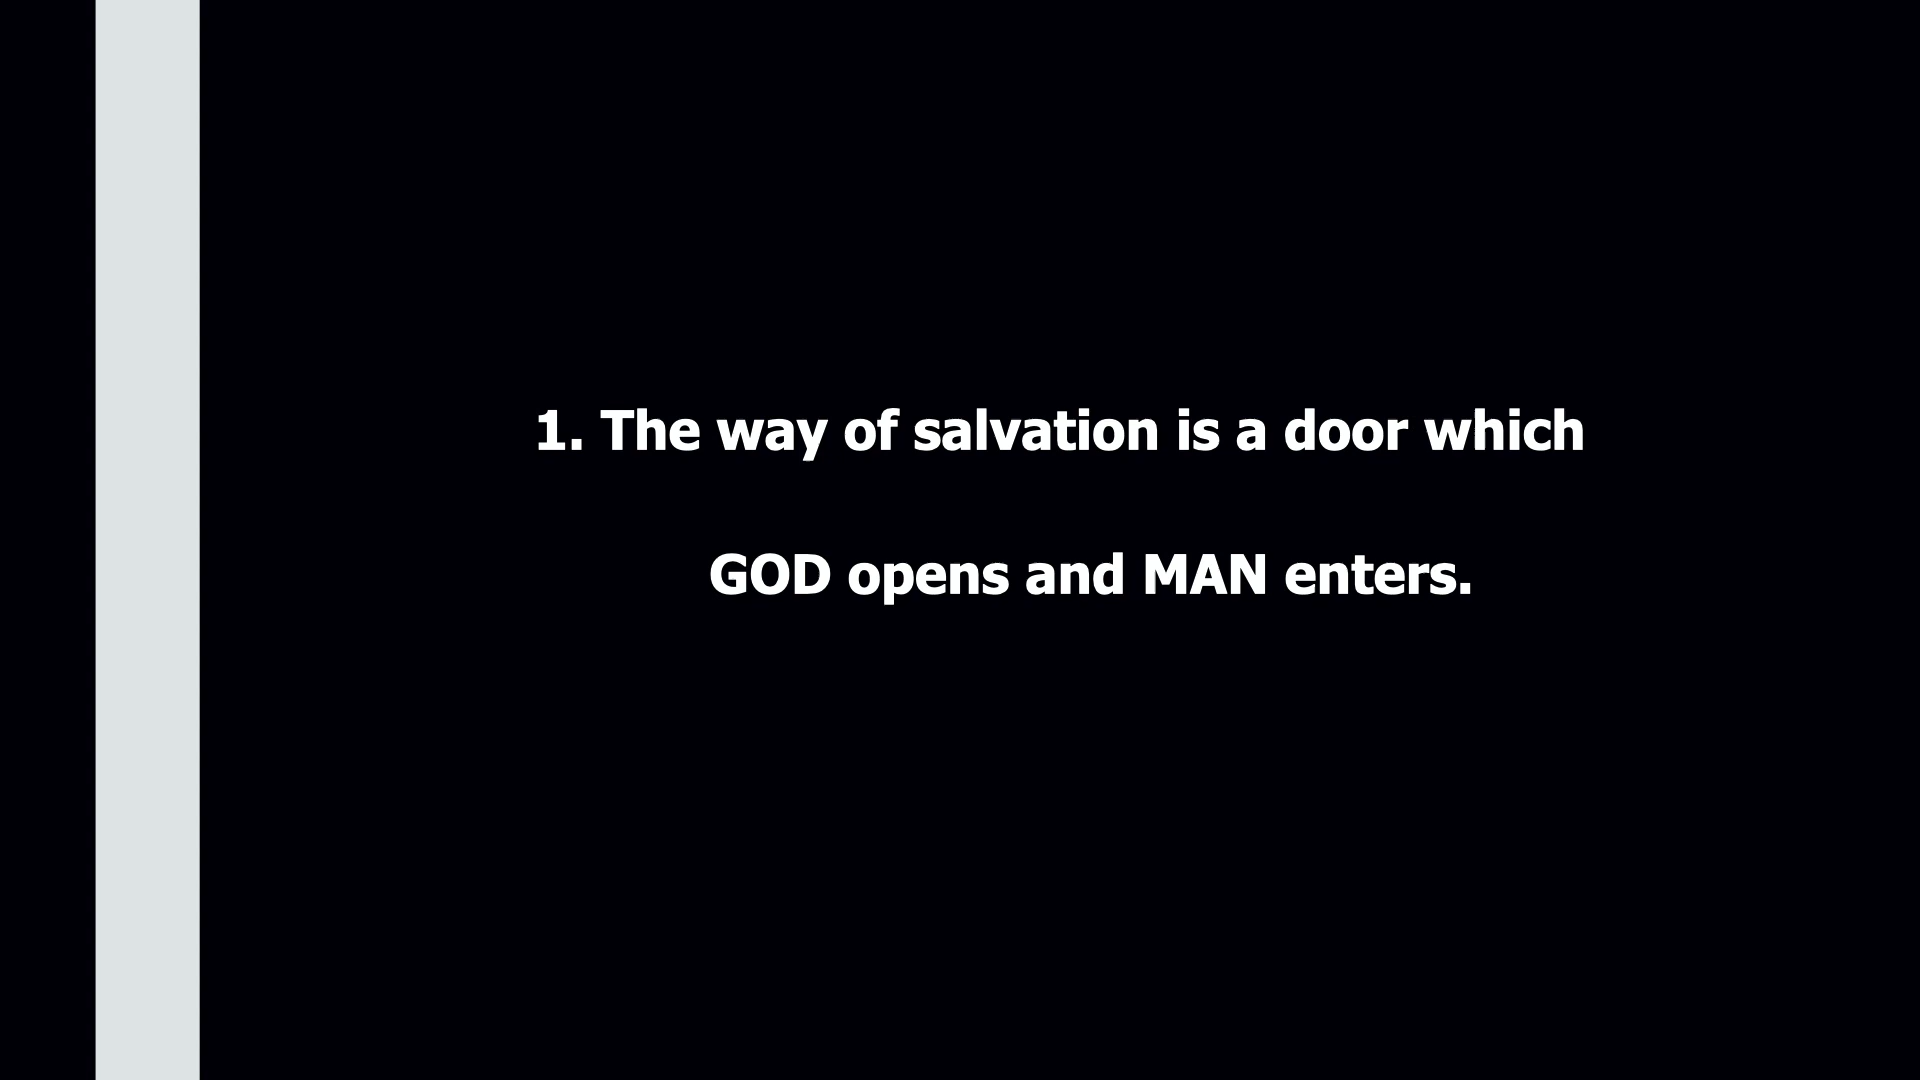 1. The way of salvation is a door which
GOD opens and MAN enters.